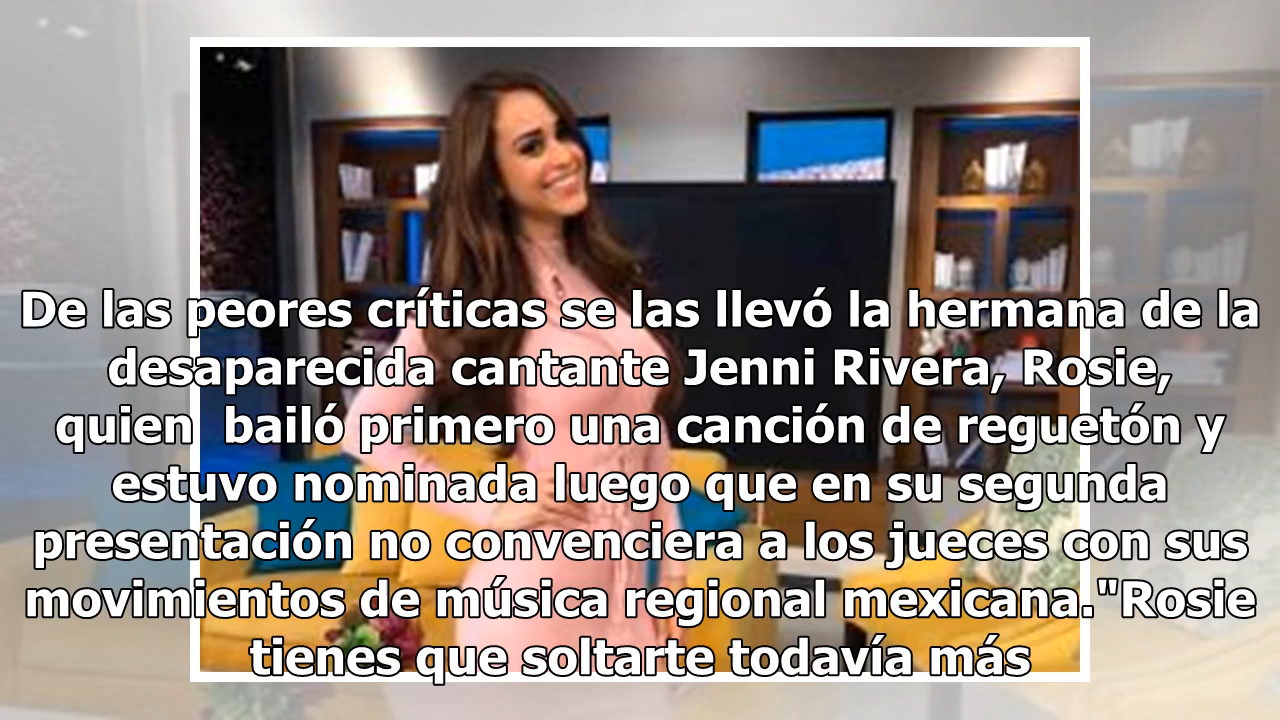 De las peores críticas se las llevó la hermana de la
desaparecida cantante Jenni Rivera, Rosie,
quien  bailó primero una canción de reguetón y
estuvo nominada luego que en su segunda
presentación no convenciera a los jueces con sus
movimientos de música regional mexicana."Rosie
tienes que soltarte todavía más